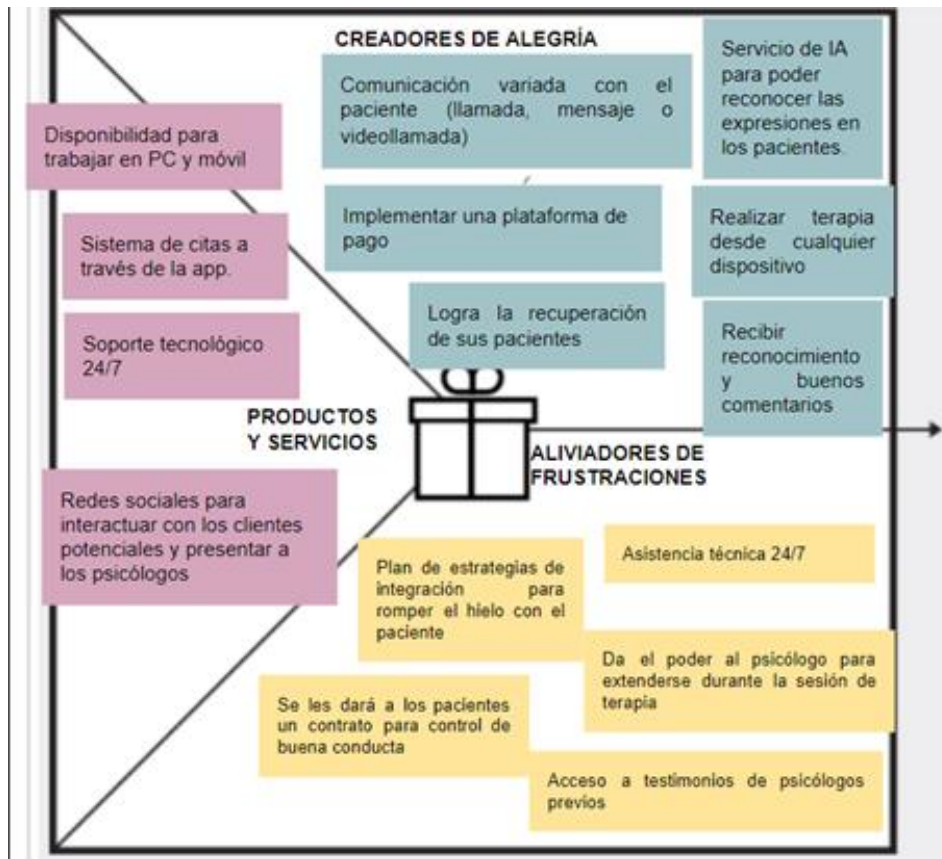 CREADORES DE ALEGRÍA
Comunicación variada con el
paciente (llamada, mensaje o
videollamada)
Servicio de IA
para poder
reconocer las
expresiones en
los pacientes.
Disponibilidad para
trabajar en PC y móvil
Implementar una plataforma de
pago
Realizar terapia
desde cualquier
dispositivo
Sistema de citas a
través de la app.
Logra la recuperación
de sus pacientes
Recibir
reconocimiento
y buenos
comentarios
Soporte tecnológico
24/7
PRODUCTOS
Y SERVICIOS
ALIVIADORES DE
FRUSTRACIONES
Redes sociales para
interactuar con los clientes
potenciales y presentar a
los psicólogos
Plan de estrategias de
integración para
romper el hielo con el
paciente
Asistencia técnica 24/7
Da el poder al psicólogo para
extenderse durante la sesión de
terapia
Se les dará a los pacientes
un contrato para control de
buena conducta
Acceso a testimonios de psicólogos
previos